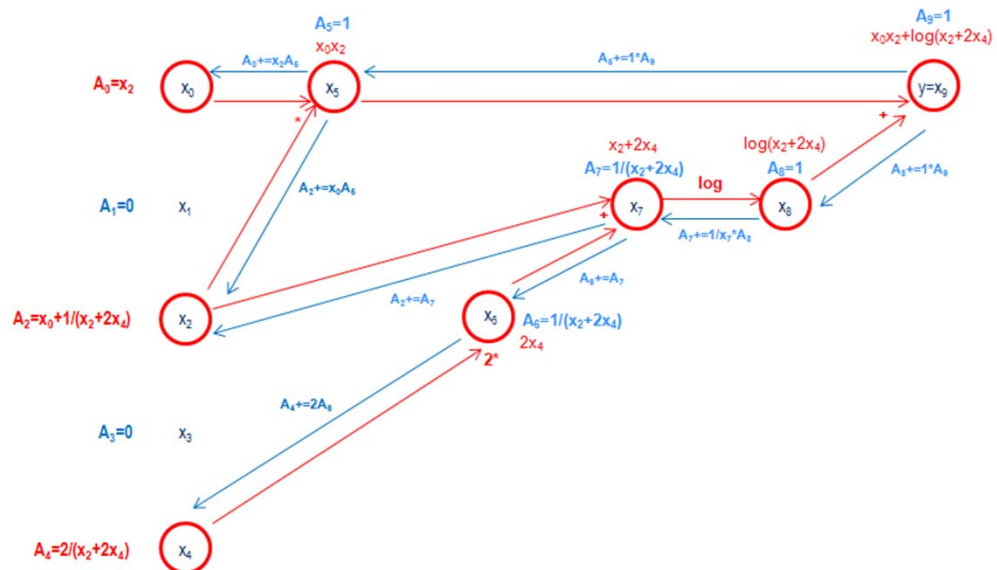 A₅=1
x₀x₂
A₉=1
x₀x₂+log(x₂+2x₄)
A₀=x₂
x₀
A₀+=x₂A₅
x₅
A₅+=1*A₉
y=x₉
*
+
A₂+=x₀A₅
x₂+2x₄
A₇=1/(x₂+2x₄)
log(x₂+2x₄)
A₈=1
A₈+=1*A₉
log
A₁=0
x₁
x₇
x₈
+
A₇+=1/x₇*A₈
A₂+=A₇
A₆+=A₇
A₂=x₀+1/(x₂+2x₄)
x₂
x₆
A₆=1/(x₂+2x₄)
2x₄
2*
A₄+=2A₆
A₃=0
x₃
A₄=2/(x₂+2x₄)
x₄